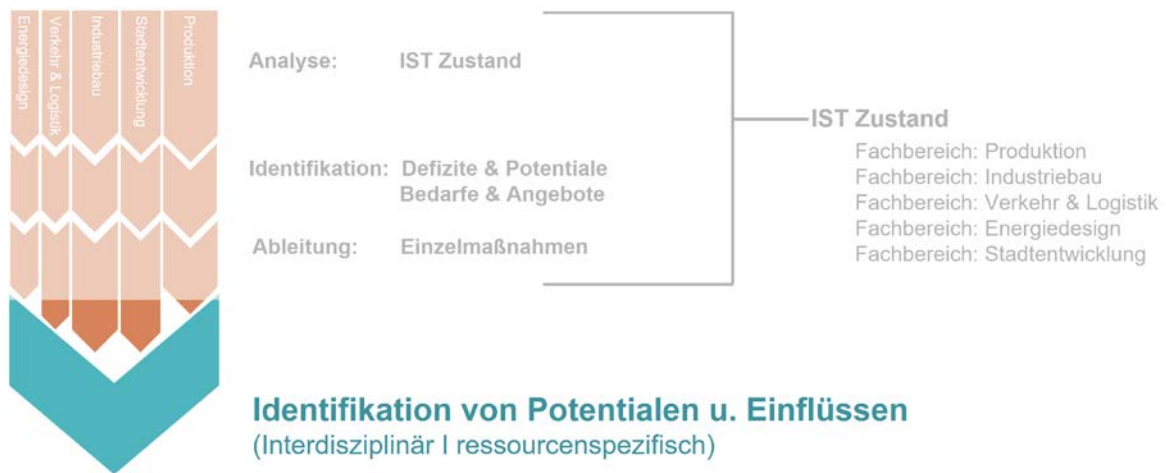 Energiedesign
Verkehr & Logistik
Industriebau
Stadtentwicklung
Produktion
Analyse: IST Zustand
Identifikation: Defizite & Potentiale
Bedarfe & Angebote
Ableitung: Einzelmaßnahmen
IST Zustand
Fachbereich: Produktion
Fachbereich: Industriebau
Fachbereich: Verkehr & Logistik
Fachbereich: Energiedesign
Fachbereich: Stadtentwicklung
Identifikation von Potentialen u. Einflüssen
(Interdisziplinär I ressourcenspezifisch)